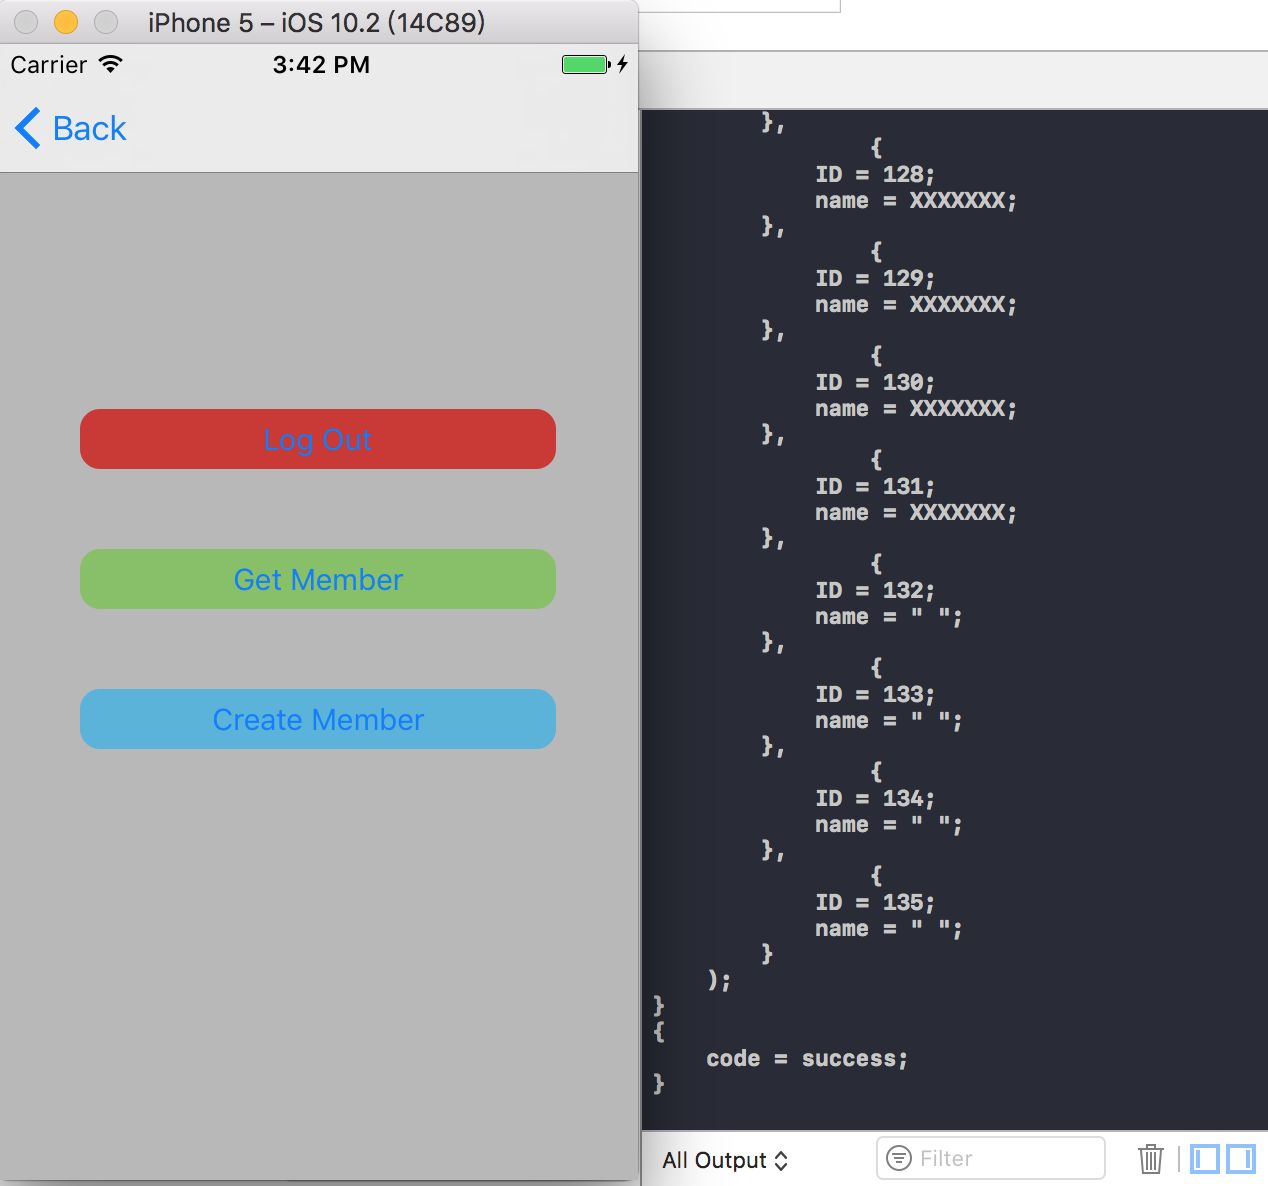 iPhone 5 – iOS 10.2 (14C89)
Carrier 3:42 PM
Back
Log Out
Get Member
Create Member
},
{
ID = 128;
name = XXXXXXX;
},
{
ID = 129;
name = XXXXXXX;
},
{
ID = 130;
name = XXXXXXX;
},
{
ID = 131;
name = XXXXXXX;
},
{
ID = 132;
name = " ";
},
{
ID = 133;
name = " ";
},
{
ID = 134;
name = " ";
},
{
ID = 135;
name = " ";
}
);
}
{
code = success;
}
All Output
Filter